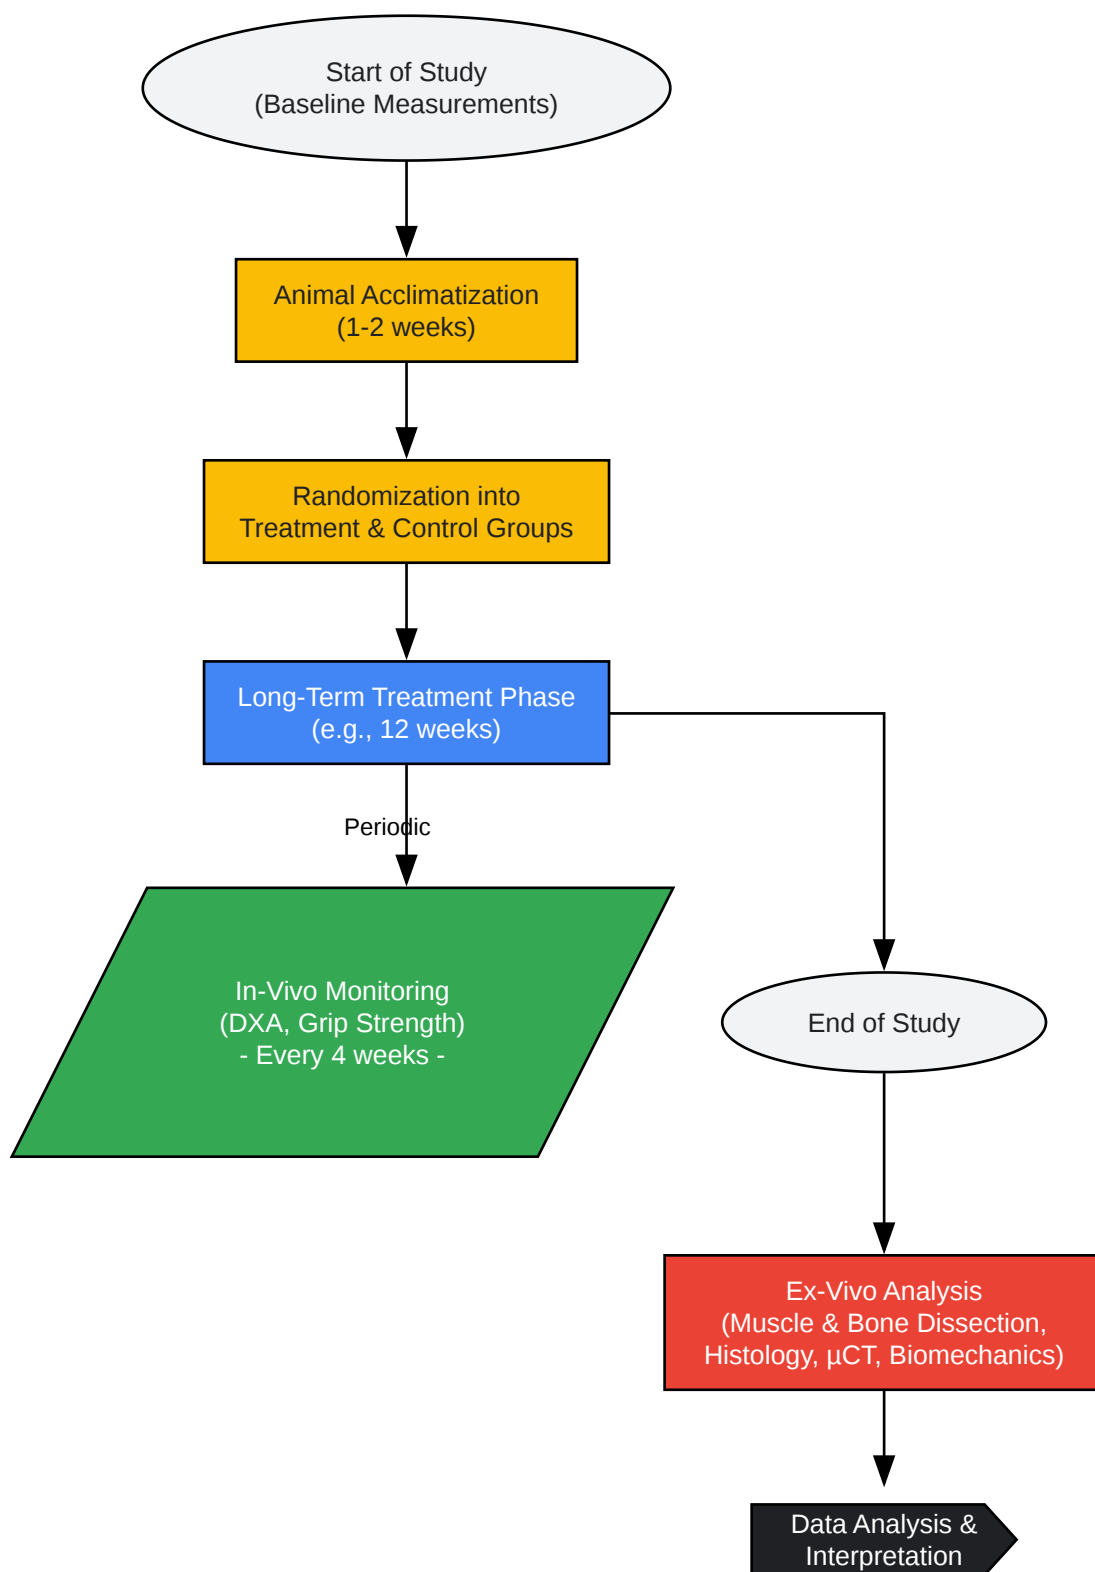 Start of Study
(Baseline Measurements)
Animal Acclimatization
(1-2 weeks)
Randomization into
Treatment & Control Groups
Long-Term Treatment Phase
(e.g., 12 weeks)
Periodic
In-Vivo Monitoring
(DXA, Grip Strength)
- Every 4 weeks -
End of Study
Ex-Vivo Analysis
(Muscle & Bone Dissection,
Histology, µCT, Biomechanics)
Data Analysis &
Interpretation